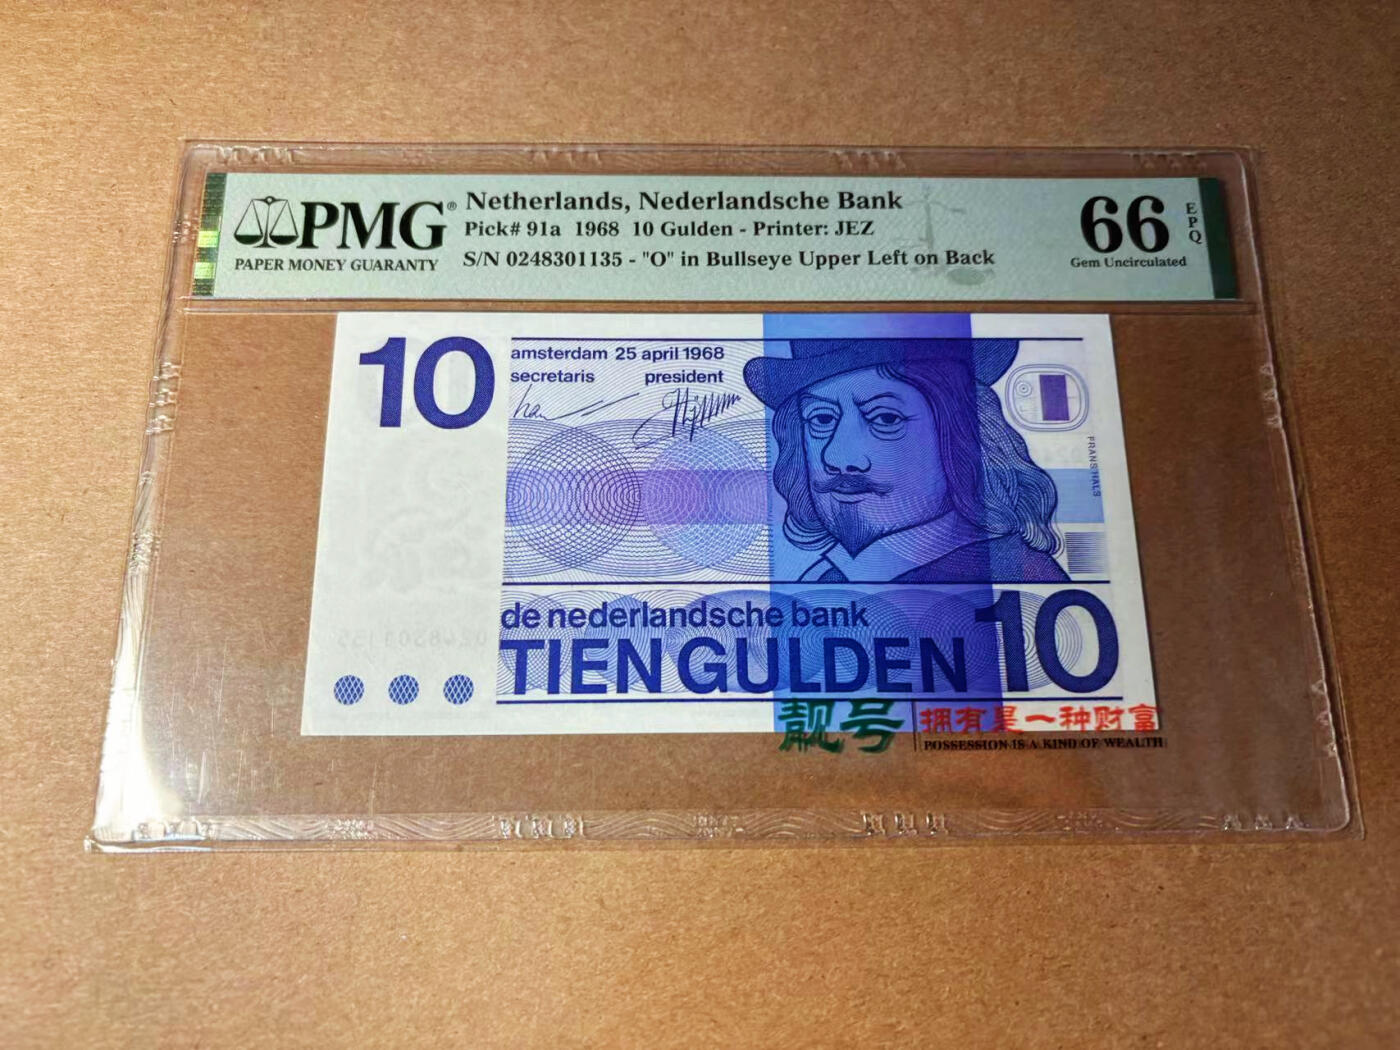 PMG®
PAPER MONEY GUARANTY
Netherlands, Nederlandsche Bank
Pick# 91a 1968 10 Gulden - Printer: JEZ
S/N 0248301135 - "O" in Bullseye Upper Left on Back
66
EPQ
Gem Uncirculated
10
amsterdam 25 april 1968
secretaris president
FRANS HALS
de nederlandsche bank
TIEN GULDEN
10
靓号
拥有是一种财富
POSSESSION IS A KIND OF WEALTH